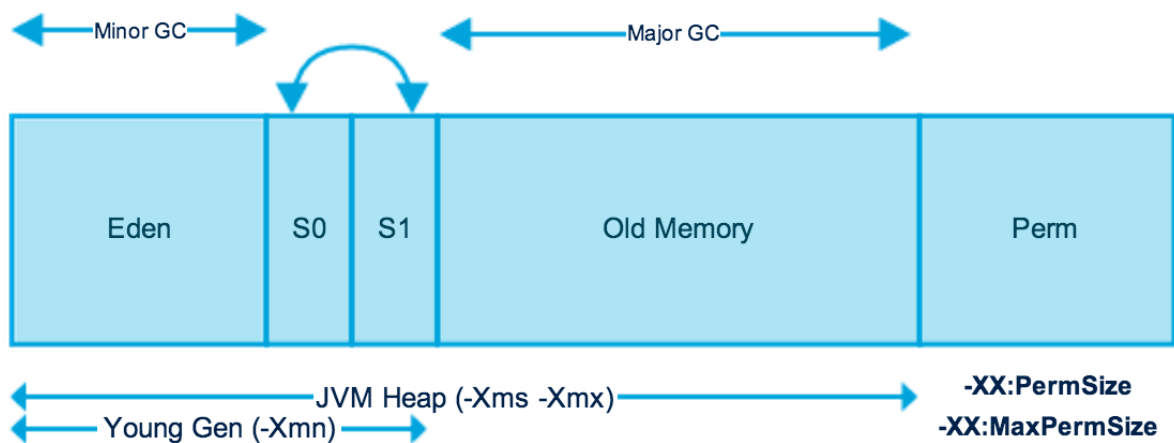 Minor GC
Major GC
Eden
S0
S1
Old Memory
Perm
JVM Heap (-Xms -Xmx)
-XX:PermSize
Young Gen (-Xmn)
-XX:MaxPermSize